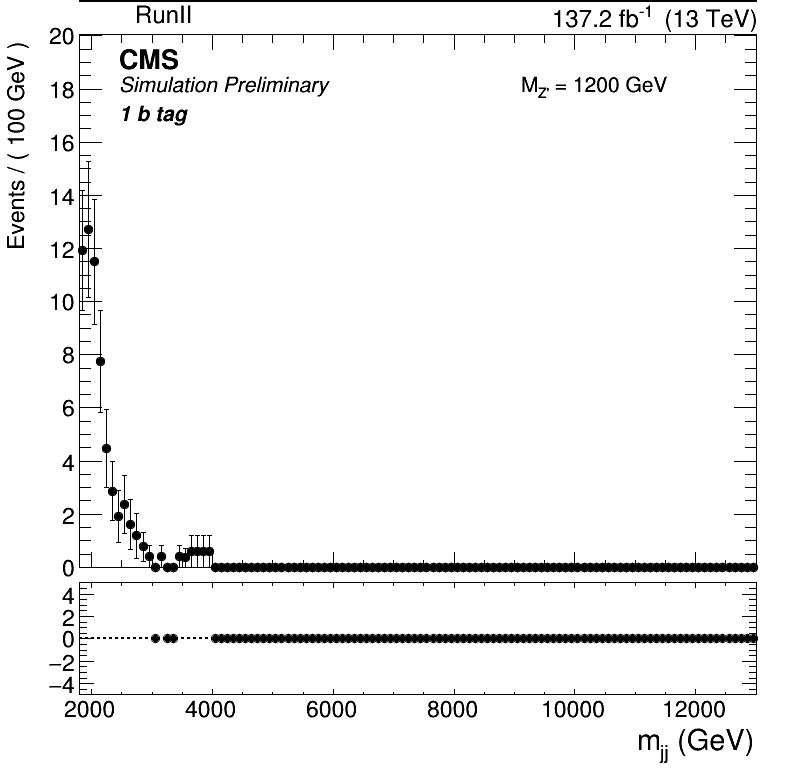 RunII 137.2 fb-1 (13 TeV)
CMS
Simulation Preliminary
MZ' = 1200 GeV
1 b tag
Events / ( 100 GeV )
20
18
16
14
12
10
8
6
4
2
0
4
2
0
−2
−4
2000 4000 6000 8000 10000 12000
mjj (GeV)